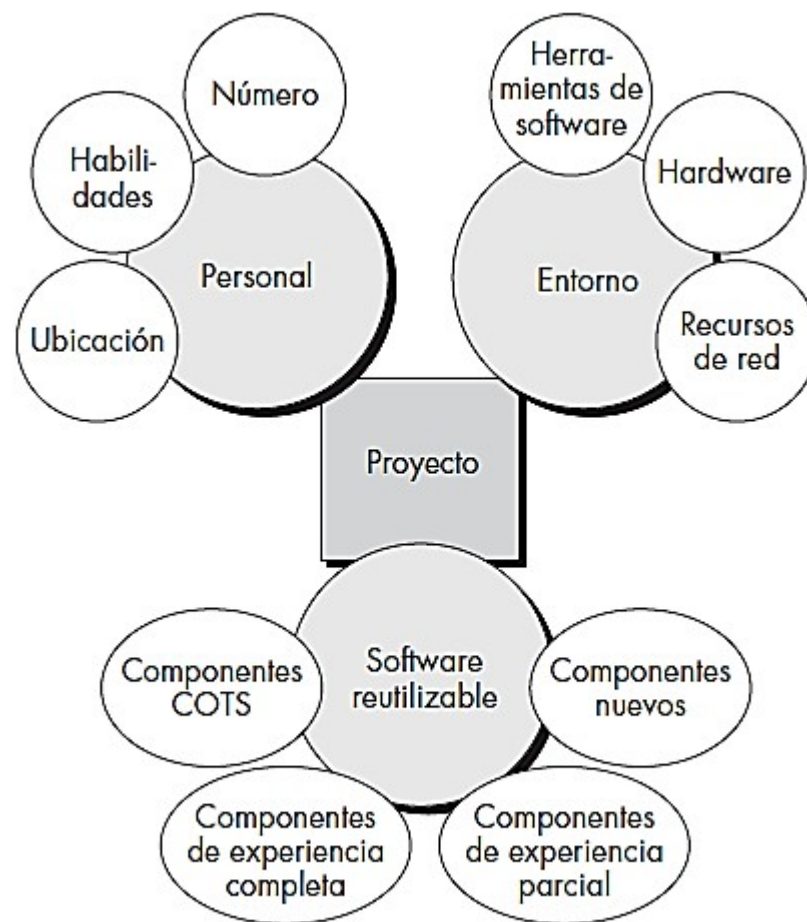 Número
Habili-
dades
Personal
Ubicación
Herra-
mientas de
software
Hardware
Entorno
Recursos
de red
Proyecto
Software
reutilizable
Componentes
COTS
Componentes
nuevos
Componentes
de experiencia
completa
Componentes
de experiencia
parcial